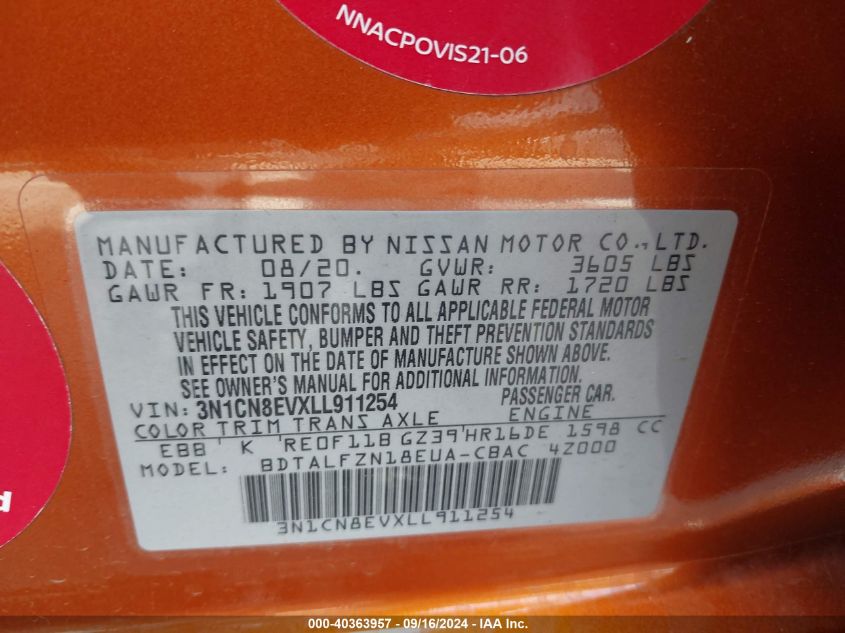 NNACPOVIS21-06
MANUFACTURED BY NISSAN MOTOR CO., LTD.
DATE: 08/20. GVWR: 3605 LBS
GAWR FR: 1907 LBS GAWR RR: 1720 LBS
THIS VEHICLE CONFORMS TO ALL APPLICABLE FEDERAL MOTOR
VEHICLE SAFETY, BUMPER AND THEFT PREVENTION STANDARDS
IN EFFECT ON THE DATE OF MANUFACTURE SHOWN ABOVE.
SEE OWNER'S MANUAL FOR ADDITIONAL INFORMATION.
VIN: 3N1CN8EVXLL911254 PASSENGER CAR.
COLOR TRIM TRANS AXLE ENGINE
EBB ' K 'RE0F11B GZ39'HR16DE 1598 CC
MODEL: BDTALFZN18EUA-CBAC 4Z000
3N1CN8EVXLL911254
d
000-40363957 - 09/16/2024 - IAA Inc.